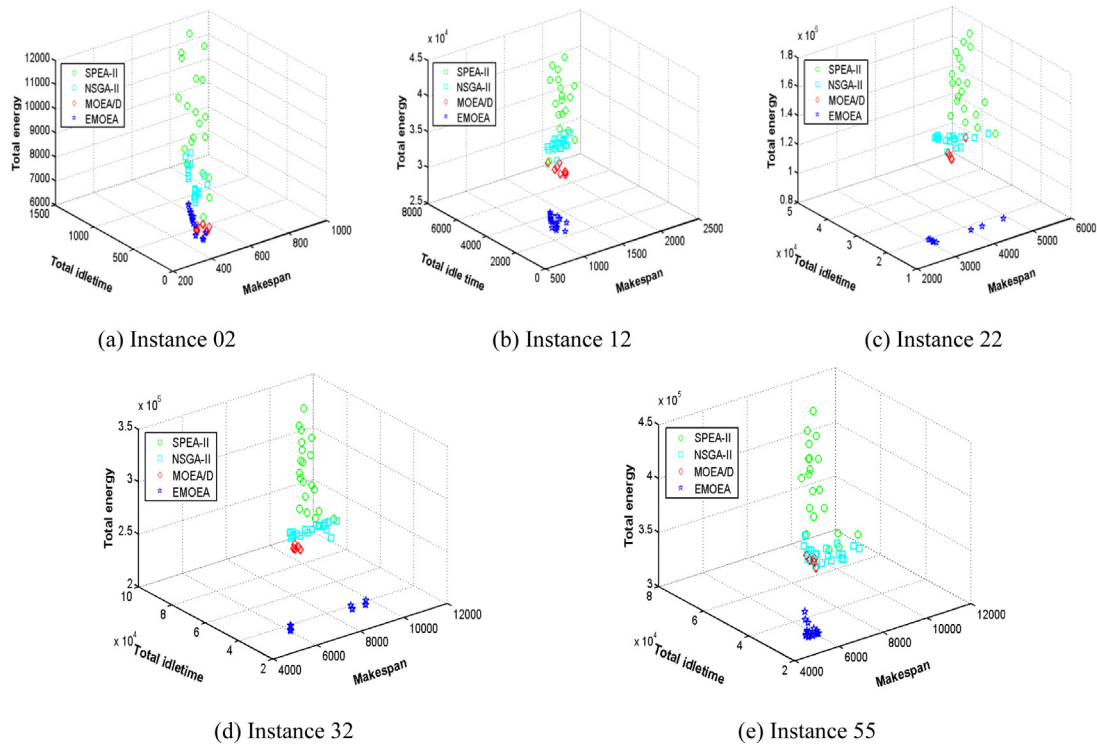 12000
11000
10000
9000
8000
7000
6000
1500
1000
500
0
200
400
600
800
1000
Total energy
Total idletime
Makespan
SPEA-II
NSGA-II
MOEA/D
EMOEA
(a) Instance 02
x 10^4
4.5
4
3.5
3
2.5
8000
6000
4000
2000
0
500
1000
1500
2000
2500
Total energy
Total idle time
Makespan
SPEA-II
NSGA-II
MOEA/D
EMOEA
(b) Instance 12
x 10^5
1.8
1.6
1.4
1.2
1
0.8
5
4
3
2
1
x 10^4
2000
3000
4000
5000
6000
Total energy
Total idletime
Makespan
SPEA-II
NSGA-II
MOEA/D
EMOEA
(c) Instance 22
x 10^5
3.5
3
2.5
2
10
8
6
4
2
x 10^4
4000
6000
8000
10000
12000
Total energy
Total idletime
Makespan
SPEA-II
NSGA-II
MOEA/D
EMOEA
(d) Instance 32
x 10^5
4.5
4
3.5
3
8
6
4
2
x 10^4
4000
6000
8000
10000
12000
Total energy
Total idletime
Makespan
SPEA-II
NSGA-II
MOEA/D
EMOEA
(e) Instance 55